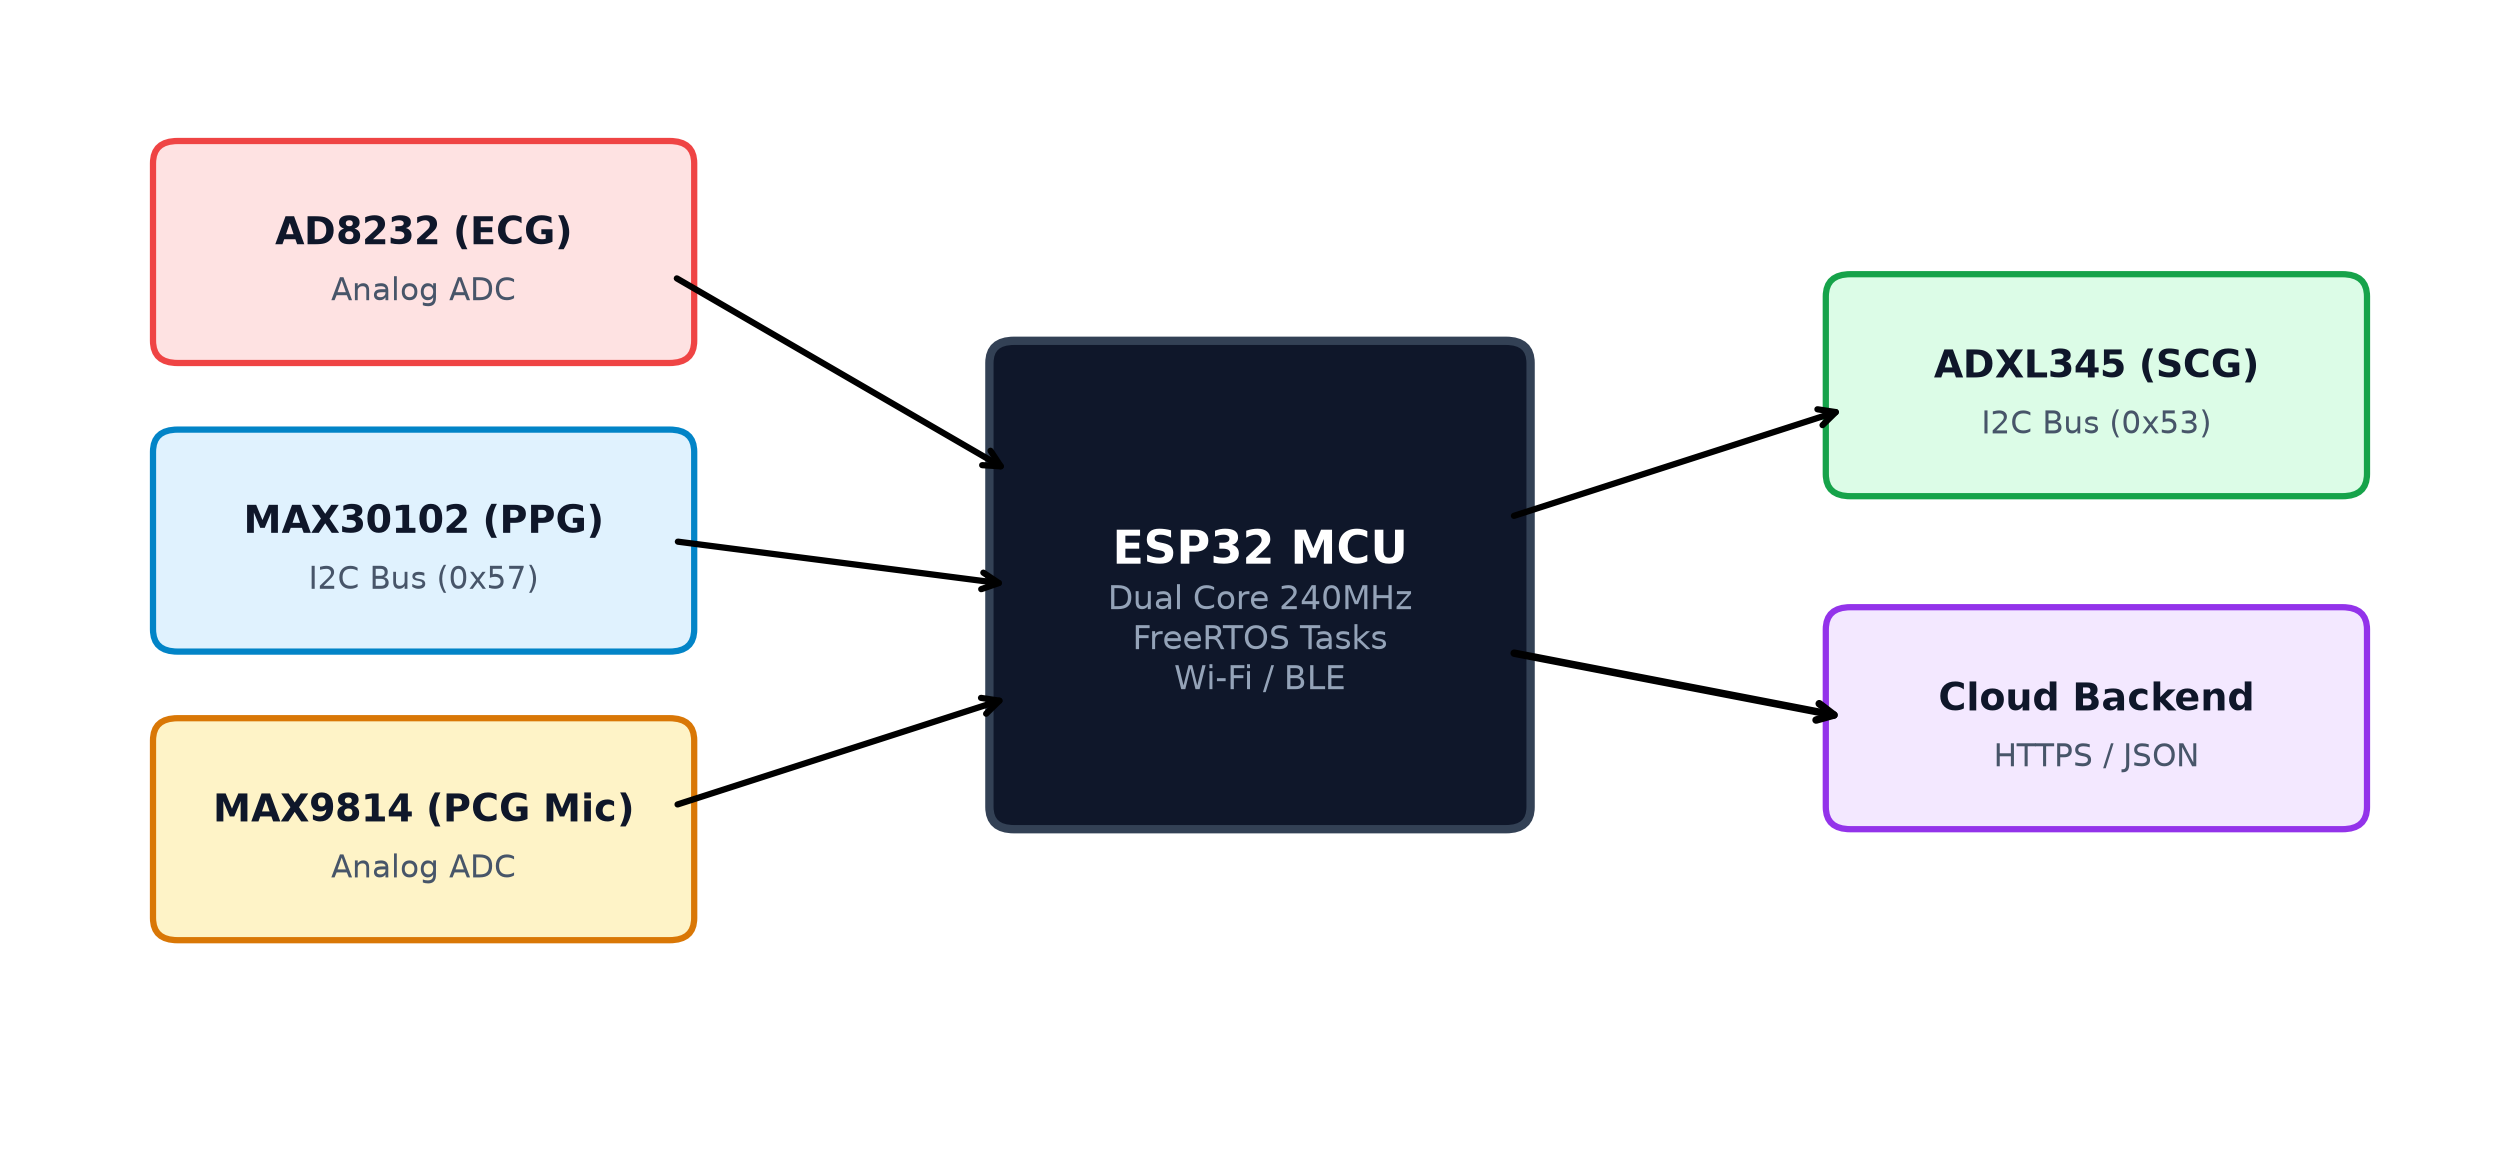 AD8232 (ECG)
Analog ADC
MAX30102 (PPG)
I2C Bus (0x57)
MAX9814 (PCG Mic)
Analog ADC
ESP32 MCU
Dual Core 240MHz
FreeRTOS Tasks
Wi-Fi / BLE
ADXL345 (SCG)
I2C Bus (0x53)
Cloud Backend
HTTPS / JSON